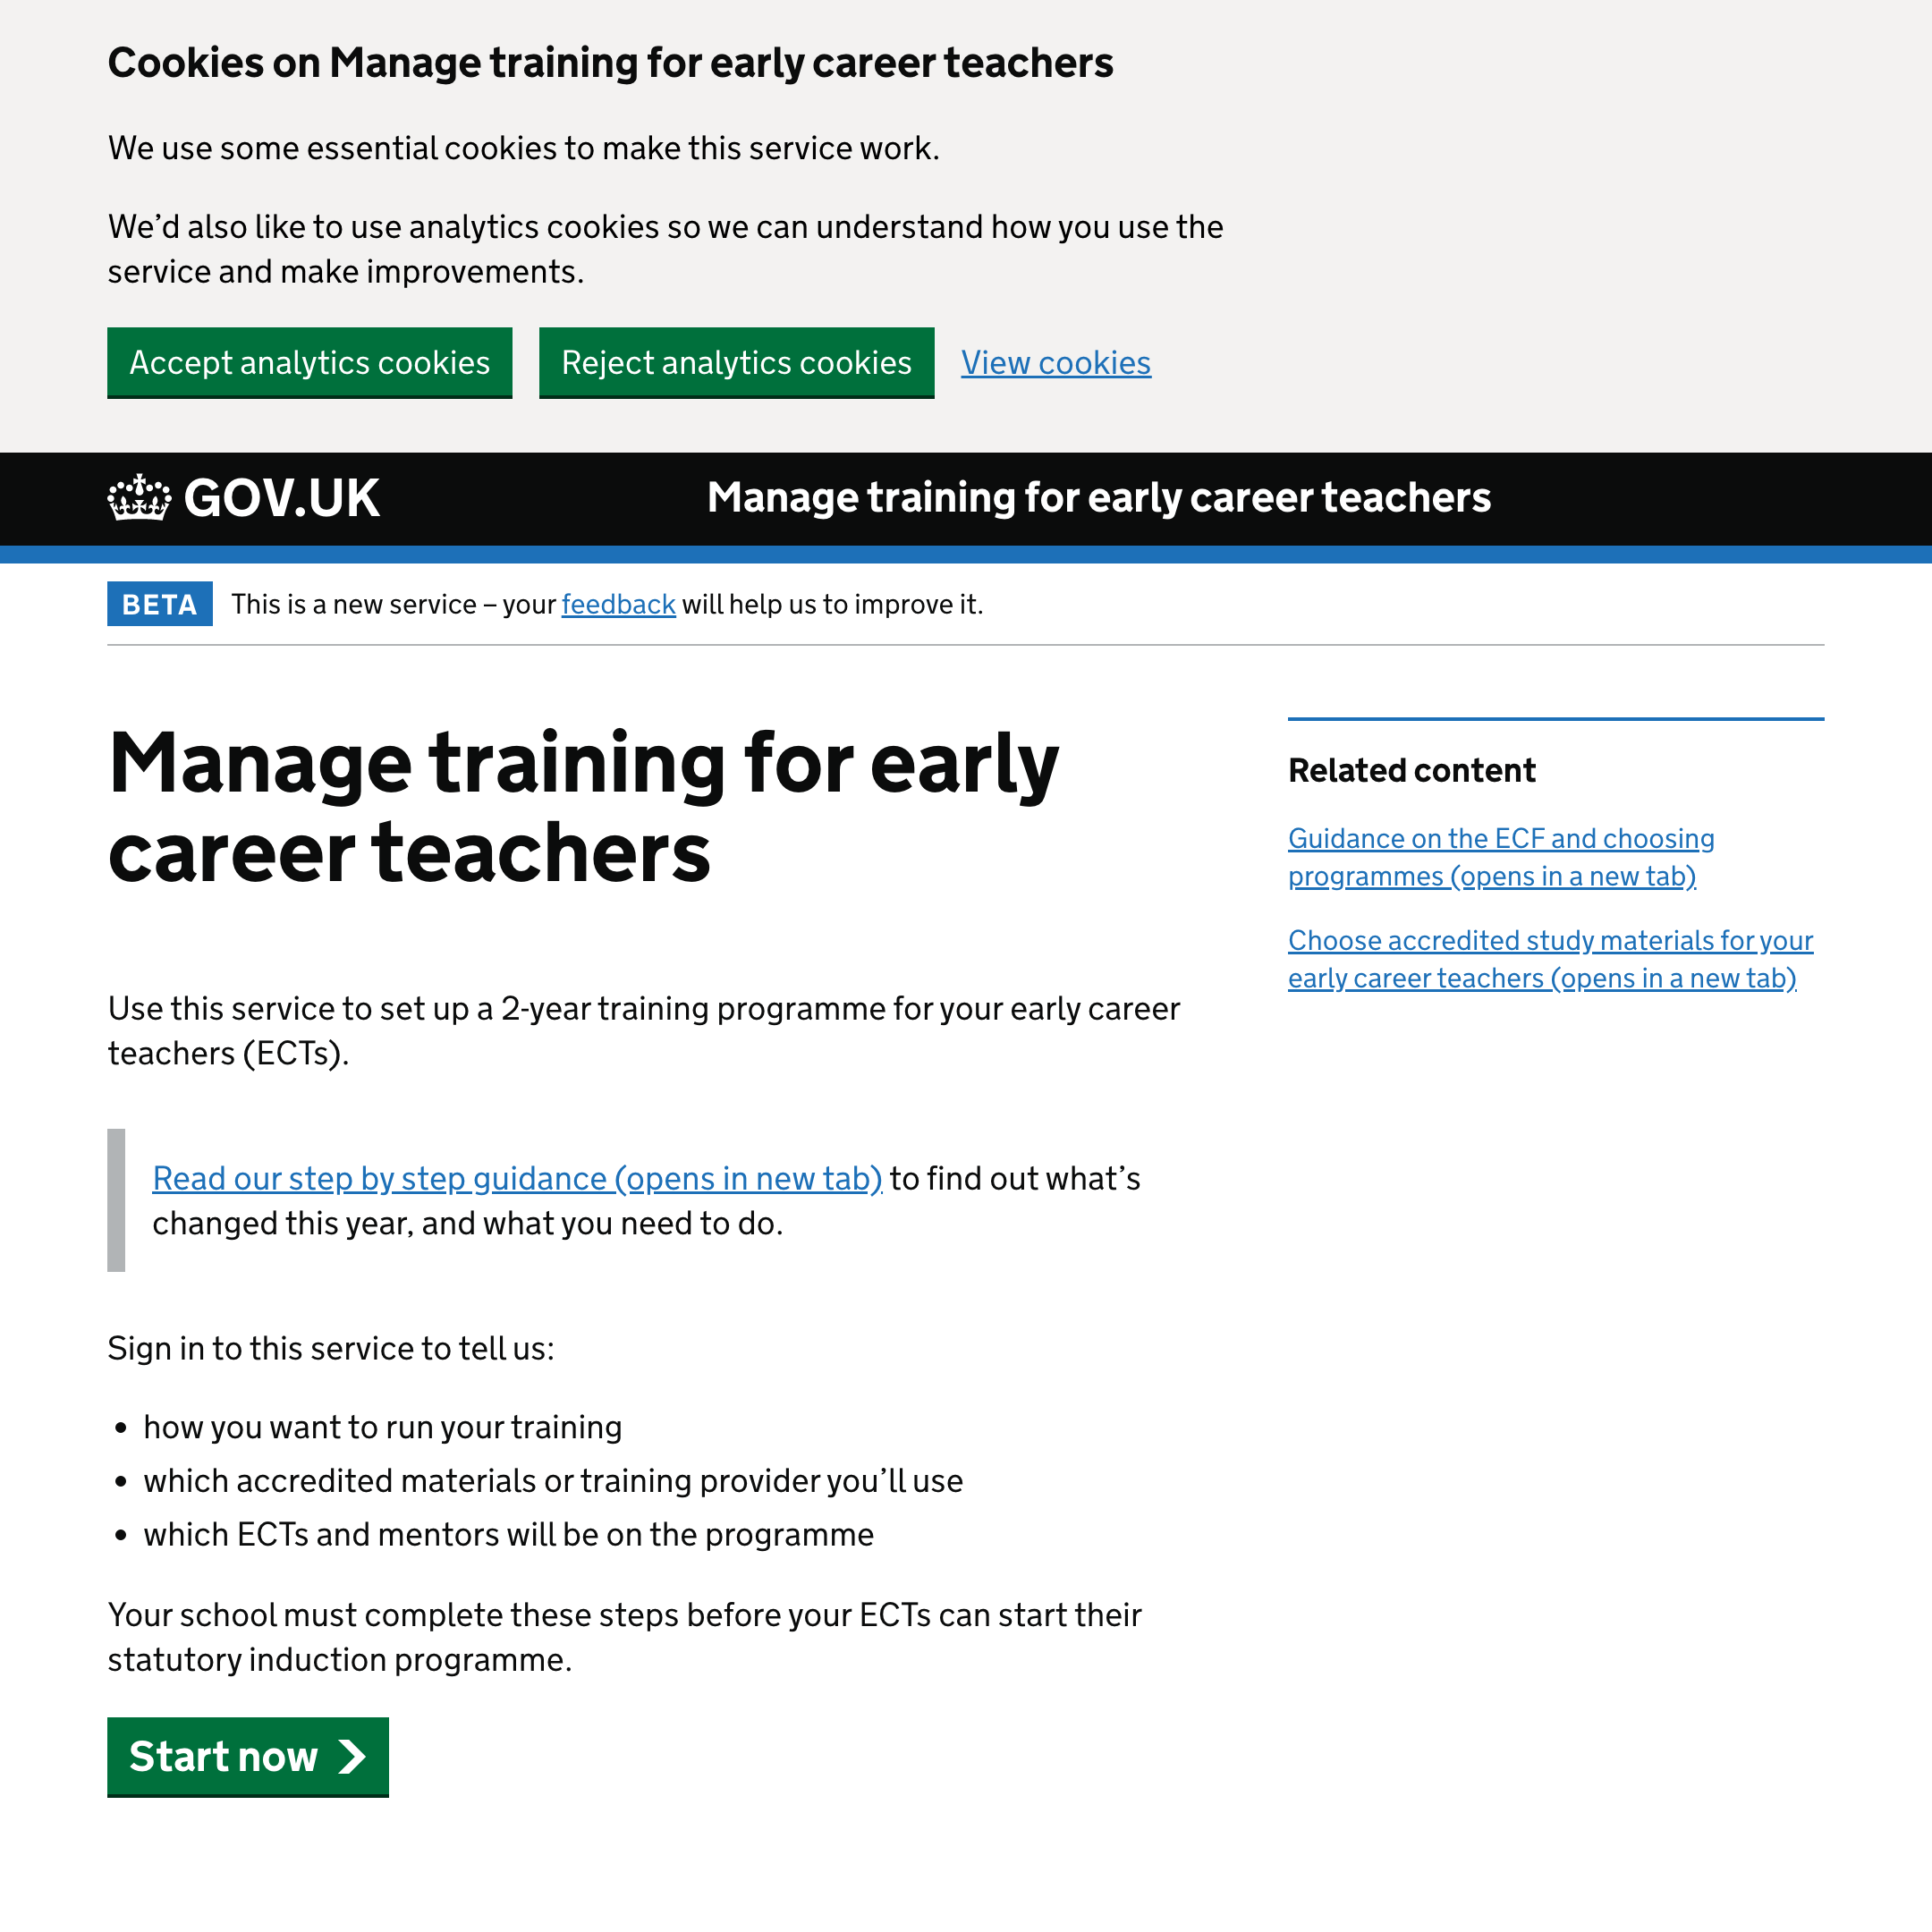 Cookies on Manage training for early career teachers
We use some essential cookies to make this service work.
We’d also like to use analytics cookies so we can understand how you use the
service and make improvements.
Accept analytics cookies
Reject analytics cookies
View cookies
GOV.UK
Manage training for early career teachers
BETA
This is a new service – your feedback will help us to improve it.
Manage training for early
career teachers
Use this service to set up a 2-year training programme for your early career
teachers (ECTs).
Read our step by step guidance (opens in new tab) to find out what’s
changed this year, and what you need to do.
Sign in to this service to tell us:
• how you want to run your training
• which accredited materials or training provider you’ll use
• which ECTs and mentors will be on the programme
Your school must complete these steps before your ECTs can start their
statutory induction programme.
Start now
Related content
Guidance on the ECF and choosing
programmes (opens in a new tab)
Choose accredited study materials for your
early career teachers (opens in a new tab)